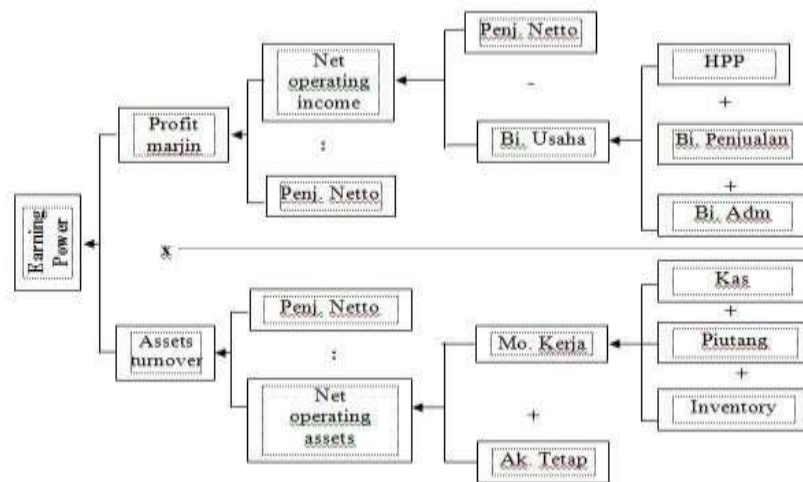 Penj. Netto
Net
operating
income
HPP
-
+
Profit
marjin
:
Bi. Usaha
Bi. Penjualan
+
Penj. Netto
Bi. Adm
Earning
Power
x
Kas
+
Penj. Netto
Assets
turnover
:
Mo. Kerja
Piutang
+
Net
operating
assets
+
Inventory
Ak. Tetap